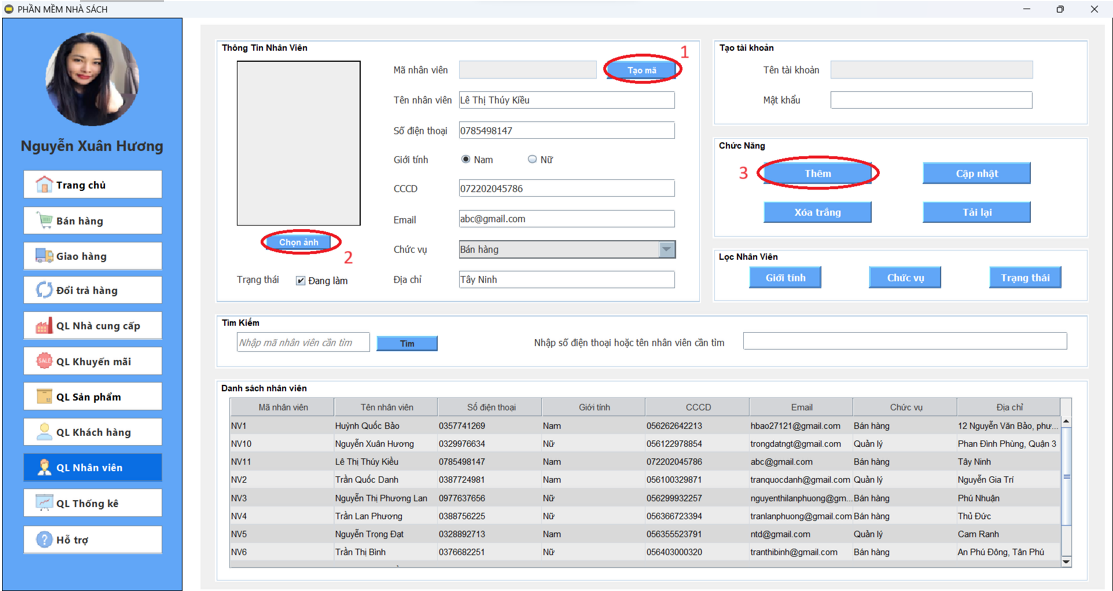 PHẦN MỀM NHÀ SÁCH
Nguyễn Xuân Hương
Trang chủ
Bán hàng
Giao hàng
Đổi trả hàng
QL Nhà cung cấp
QL Khuyến mãi
QL Sản phẩm
QL Khách hàng
QL Nhân viên
QL Thống kê
Hỗ trợ
Thông Tin Nhân Viên
Mã nhân viên
Tạo mã
1
Tên nhân viên Lê Thị Thúy Kiều
Số điện thoại 0785498147
Giới tính Nam Nữ
CCCD 072202045786
Email abc@gmail.com
Chọn ảnh
2
Chức vụ Bán hàng
Trạng thái Đang làm
Địa chỉ Tây Ninh
Tạo tài khoản
Tên tài khoản
Mật khẩu
Chức Năng
3
Thêm
Cập nhật
Xóa trắng
Tải lại
Lọc Nhân Viên
Giới tính
Chức vụ
Trạng thái
Tìm Kiếm
Nhập mã nhân viên cần tìm
Tìm
Nhập số điện thoại hoặc tên nhân viên cần tìm
Danh sách nhân viên
Mã nhân viên Tên nhân viên Số điện thoại Giới tính CCCD Email Chức vụ Địa chỉ
NV1 Huỳnh Quốc Bảo 0357741269 Nam 056262642213 hbao27121@gmail.com Bán hàng 12 Nguyễn Văn Bảo, phư...
NV10 Nguyễn Xuân Hương 0329976634 Nữ 056122978854 trongdatngt@gmail.com Quản lý Phan Đình Phùng, Quận 3
NV11 Lê Thị Thúy Kiều 0785498147 Nam 072202045786 abc@gmail.com Bán hàng Tây Ninh
NV2 Trần Quốc Danh 0387724981 Nam 056100329871 tranquocdanh@gmail.com Quản lý Nguyễn Gia Trí
NV3 Nguyễn Thị Phương Lan 0977637656 Nữ 056299932257 nguyenthilanphuong@gm... Bán hàng Phú Nhuận
NV4 Trần Lan Phương 0388756225 Nữ 056366723394 tranlanphuong@gmail.com Bán hàng Thủ Đức
NV5 Nguyễn Trọng Đạt 0328892713 Nam 056355523791 ntd@gmail.com Quản lý Cam Ranh
NV6 Trần Thị Bình 0376682251 Nữ 056403000320 tranthibinh@gmail.com Bán hàng An Phú Đông, Tân Phú